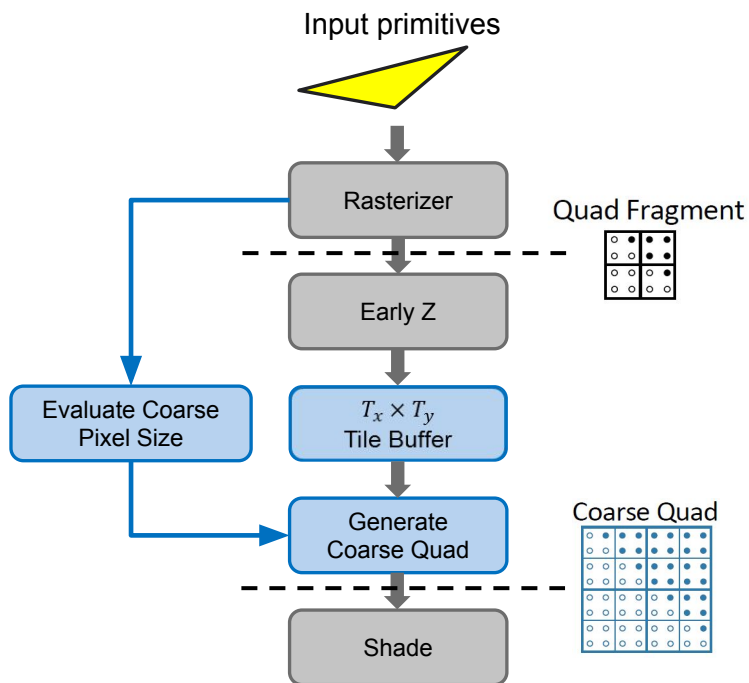 Input primitives
Rasterizer
Quad Fragment
Early Z
Evaluate Coarse
Pixel Size
𝑇ₓ × 𝑇ᵧ
Tile Buffer
Generate
Coarse Quad
Coarse Quad
Shade